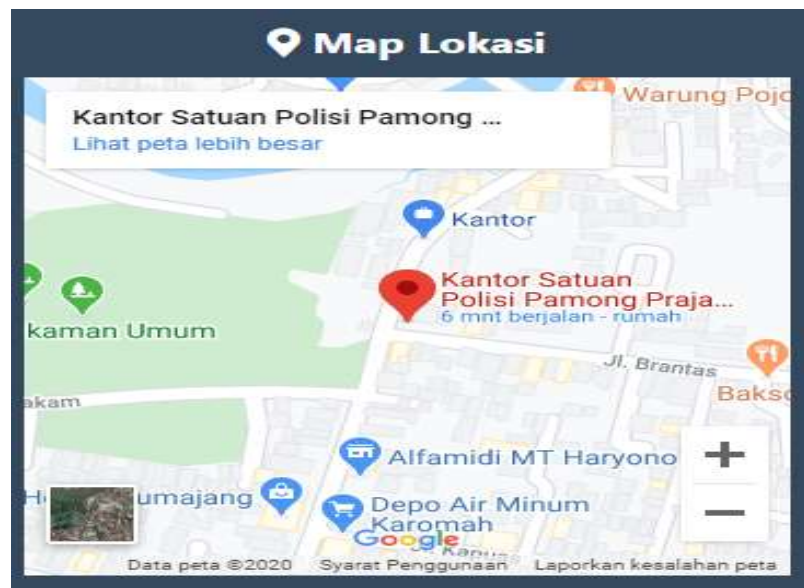 Map Lokasi
Warung Pojo
Kantor Satuan Polisi Pamong ...
Lihat peta lebih besar
Kantor
Kantor Satuan
Polisi Pamong Praja...
6 mnt berjalan - rumah
kaman Umum
Jl. Brantas
Bakso
akam
Alfamidi MT Haryono
umajang
Depo Air Minum
Karomah
Google
Data peta ©2020 Syarat Penggunaan Laporkan kesalahan peta